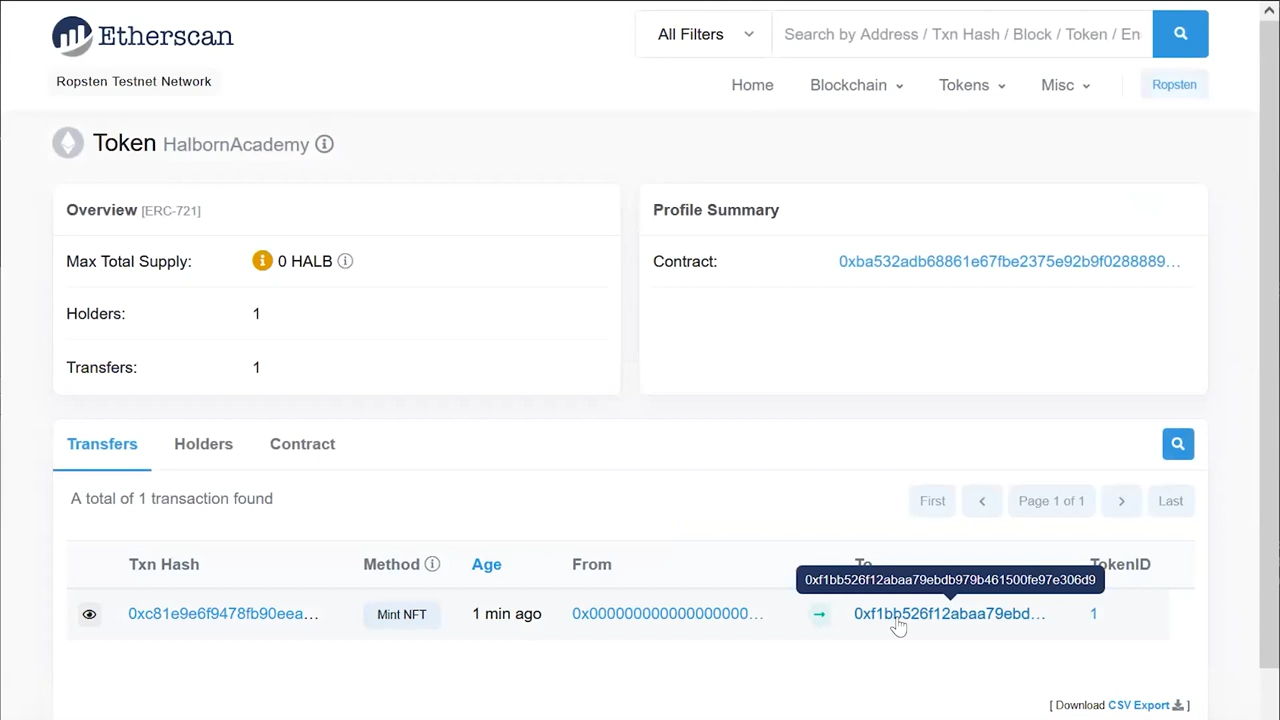 Etherscan
All Filters
Search by Address / Txn Hash / Block / Token / En
Ropsten Testnet Network
Home Blockchain Tokens Misc Ropsten
Token HalbornAcademy
Overview [ERC-721]
Max Total Supply: 0 HALB
Holders: 1
Transfers: 1
Profile Summary
Contract: 0xba532adb68861e67fbe2375e92b9f0288889...
Transfers Holders Contract
A total of 1 transaction found
First Page 1 of 1 Last
Txn Hash Method Age From To TokenID
0xf1bb526f12abaa79ebdb979b461500fe97e306d9
0xc81e9e6f9478fb90eea... Mint NFT 1 min ago 0x000000000000000000... 0xf1bb526f12abaa79ebd... 1
[ Download CSV Export ]